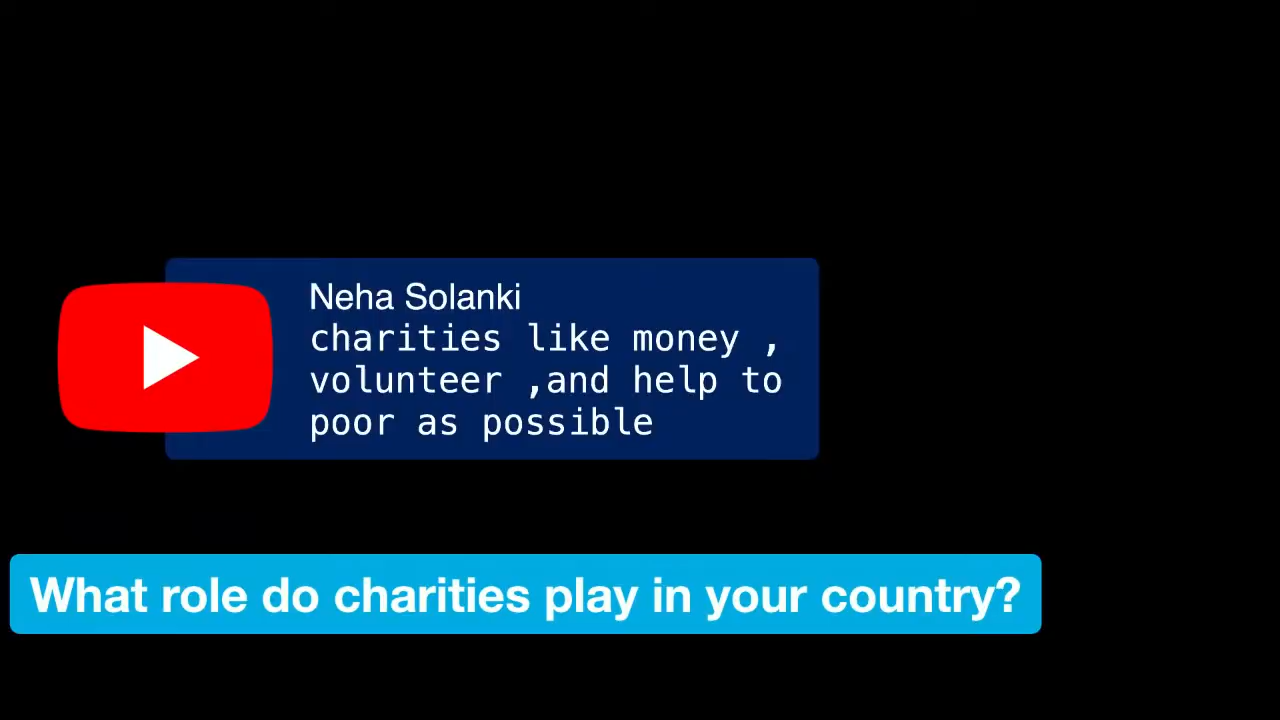 Neha Solanki
charities like money ,
volunteer ,and help to
poor as possible
What role do charities play in your country?